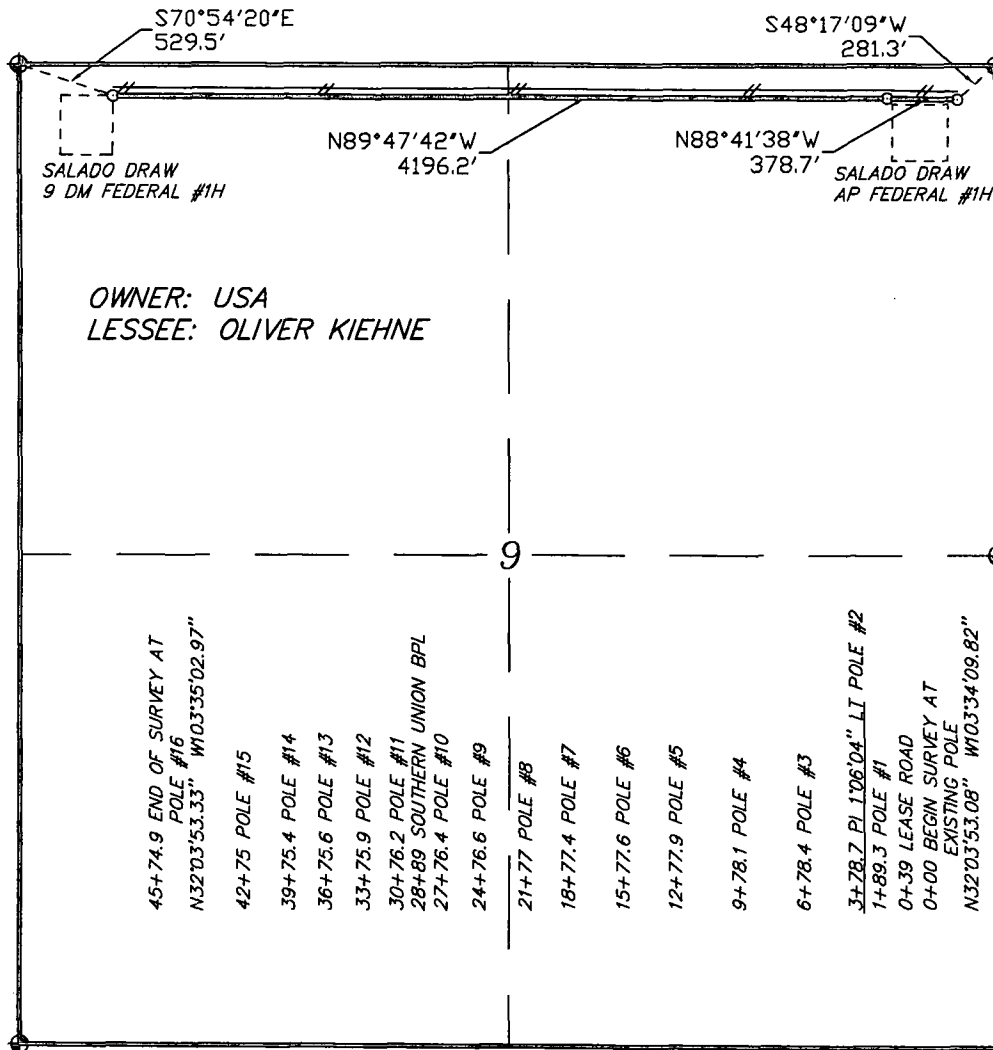 S70°54'20"E
529.5'
S48°17'09"W
281.3'
N89°47'42"W
4196.2'
N88°41'38"W
378.7'
SALADO DRAW
9 DM FEDERAL #1H
SALADO DRAW
AP FEDERAL #1H
OWNER: USA
LESSEE: OLIVER KIEHNE
9
45+74.9 END OF SURVEY AT
POLE #16
N32°03'53.33" W103°35'02.97"
42+75 POLE #15
39+75.4 POLE #14
36+75.6 POLE #13
33+75.9 POLE #12
30+76.2 POLE #11
28+89 SOUTHERN UNION BPL
27+76.4 POLE #10
24+76.6 POLE #9
21+77 POLE #8
18+77.4 POLE #7
15+77.6 POLE #6
12+77.9 POLE #5
9+78.1 POLE #4
6+78.4 POLE #3
3+78.7 PI 1°06'04" LT POLE #2
1+89.3 POLE #1
0+39 LEASE ROAD
0+00 BEGIN SURVEY AT
EXISTING POLE
N32°03'53.08" W103°34'09.82"